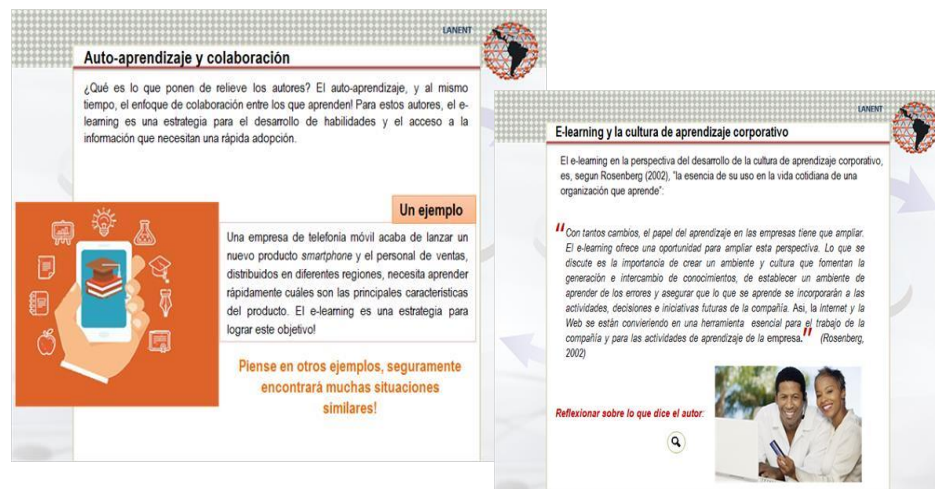 LANENT
Auto-aprendizaje y colaboración
¿Qué es lo que ponen de relieve los autores? El auto-aprendizaje, y al mismo
tiempo, el enfoque de colaboración entre los que aprenden! Para estos autores, el e-
learning es una estrategia para el desarrollo de habilidades y el acceso a la
información que necesitan una rápida adopción.
Un ejemplo
Una empresa de telefonía móvil acaba de lanzar un
nuevo producto smartphone y el personal de ventas,
distribuidos en diferentes regiones, necesita aprender
rápidamente cuáles son las principales características
del producto. El e-learning es una estrategia para
lograr este objetivo!
Piense en otros ejemplos, seguramente
encontrará muchas situaciones
similares!
LANENT
E-learning y la cultura de aprendizaje corporativo
El e-learning en la perspectiva del desarrollo de la cultura de aprendizaje corporativo,
es, segun Rosenberg (2002), "la esencia de su uso en la vida cotidiana de una
organización que aprende":
"Con tantos cambios, el papel del aprendizaje en las empresas tiene que ampliar.
El e-learning ofrece una oportunidad para ampliar esta perspectiva. Lo que se
discute es la importancia de crear un ambiente y cultura que fomentan la
generación e intercambio de conocimientos, de establecer un ambiente de
aprender de los errores y asegurar que lo que se aprende se incorporarán a las
actividades, decisiones e iniciativas futuras de la compañía. Asi, la Internet y la
Web se están convieriendo en una herramienta esencial para el trabajo de la
compañía y para las actividades de aprendizaje de la empresa." (Rosenberg,
2002)
Reflexionar sobre lo que dice el autor: